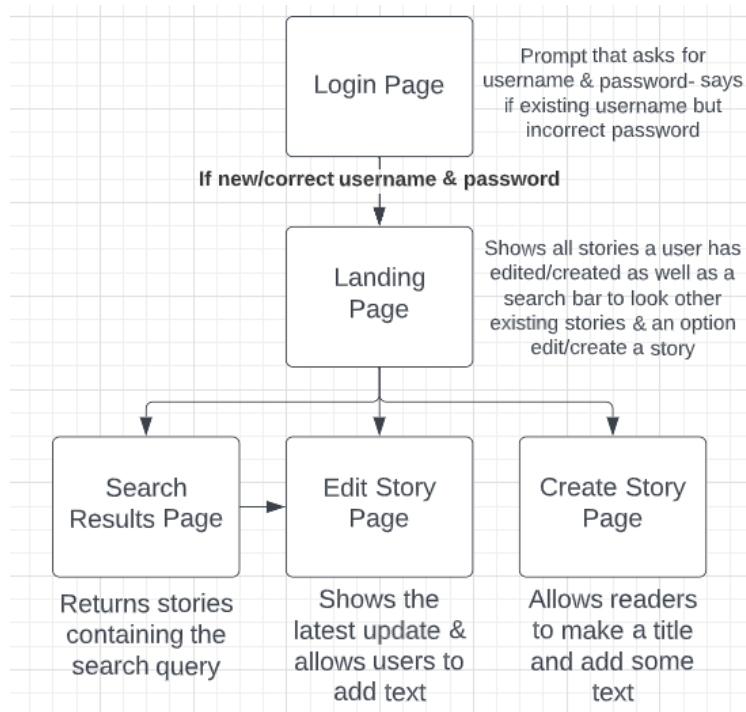 Login Page
Prompt that asks for
username & password- says
if existing username but
incorrect password
If new/correct username & password
Landing
Page
Shows all stories a user has
edited/created as well as a
search bar to look other
existing stories & an option
edit/create a story
Search
Results Page
Edit Story
Page
Create Story
Page
Returns stories
containing the
search query
Shows the
latest update &
allows users to
add text
Allows readers
to make a title
and add some
text